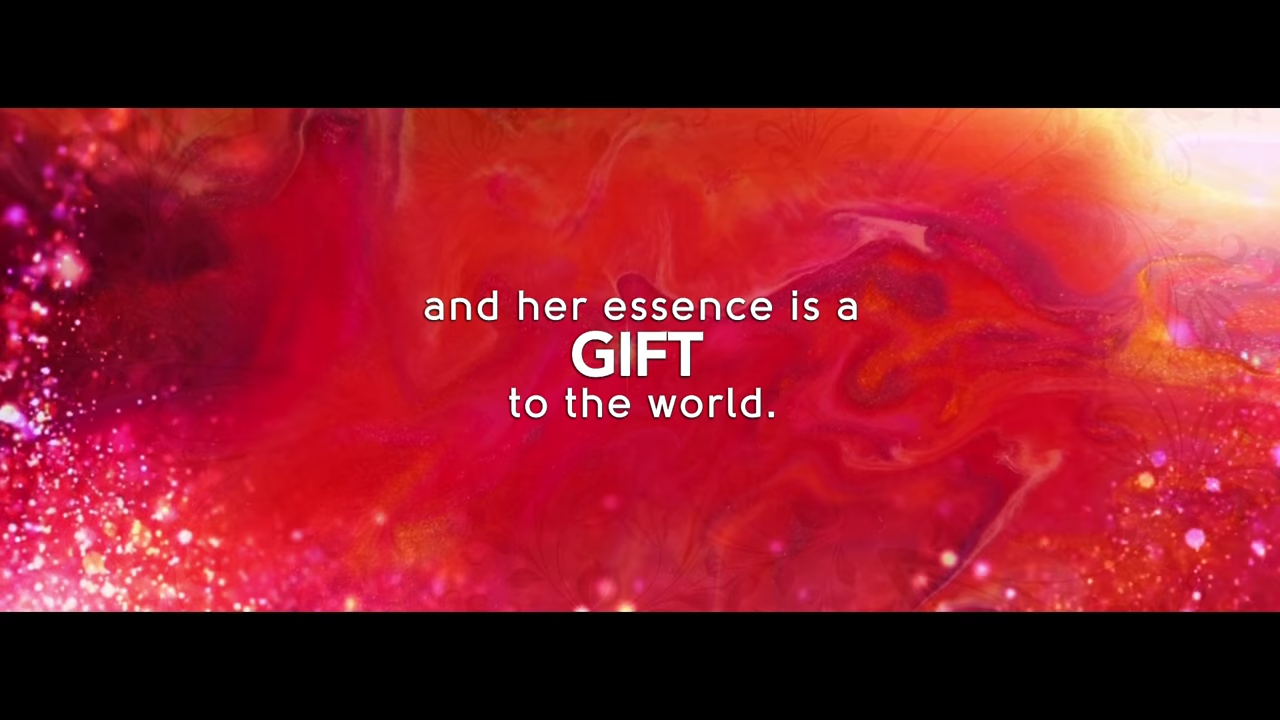 and her essence is a
GIFT
to the world.